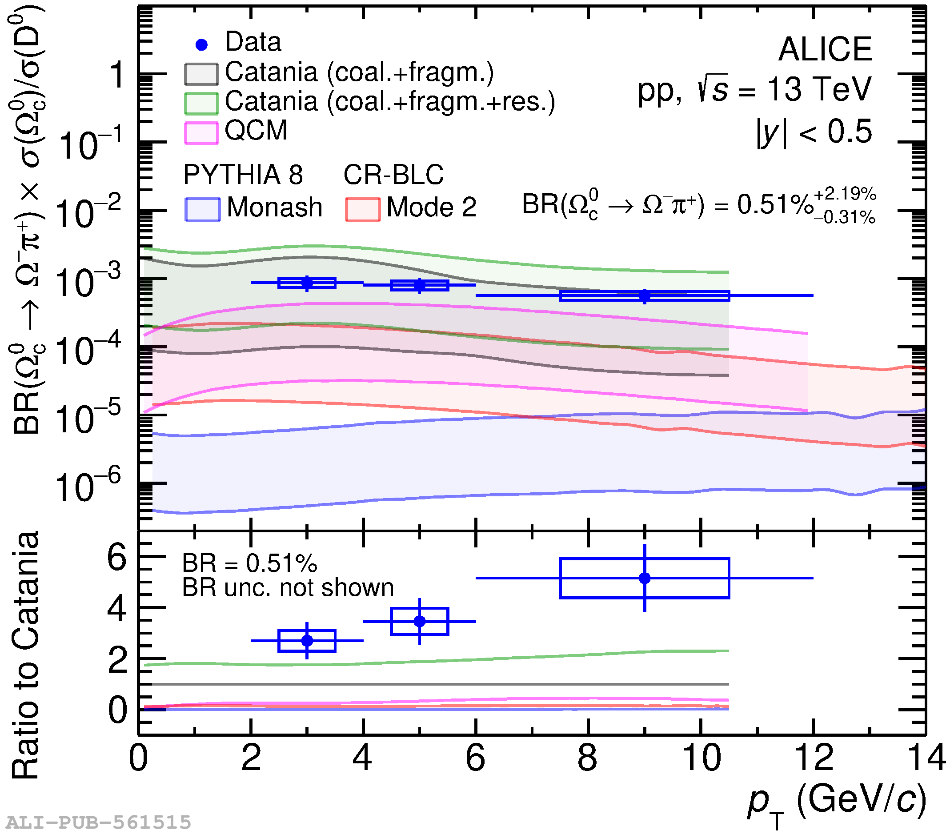 BR(Ω⁰c → Ω⁻π⁺) × σ(Ω⁰c)/σ(D⁰)
1
10⁻¹
10⁻²
10⁻³
10⁻⁴
10⁻⁵
10⁻⁶
Data
Catania (coal.+fragm.)
Catania (coal.+fragm.+res.)
QCM
PYTHIA 8 CR-BLC
Monash Mode 2
ALICE
pp, √s = 13 TeV
|y| < 0.5
BR(Ω⁰c → Ω⁻π⁺) = 0.51%+2.19%−0.31%
Ratio to Catania
6
4
2
0
BR = 0.51%
BR unc. not shown
0 2 4 6 8 10 12 14
pT (GeV/c)
ALI−PUB−561515